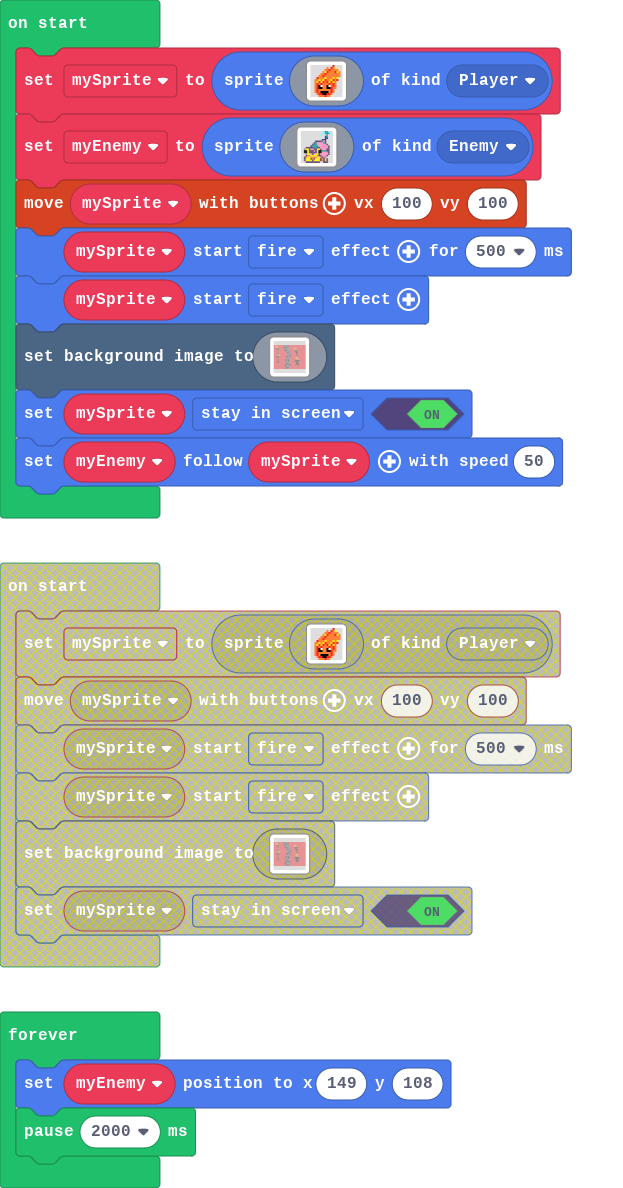 on start
set mySprite to sprite of kind Player
set myEnemy to sprite of kind Enemy
move mySprite with buttons vx 100 vy 100
mySprite start fire effect for 500 ms
mySprite start fire effect
set background image to
set mySprite stay in screen ON
set myEnemy follow mySprite with speed 50
on start
set mySprite to sprite of kind Player
move mySprite with buttons vx 100 vy 100
mySprite start fire effect for 500 ms
mySprite start fire effect
set background image to
set mySprite stay in screen ON
forever
set myEnemy position to x 149 y 108
pause 2000 ms